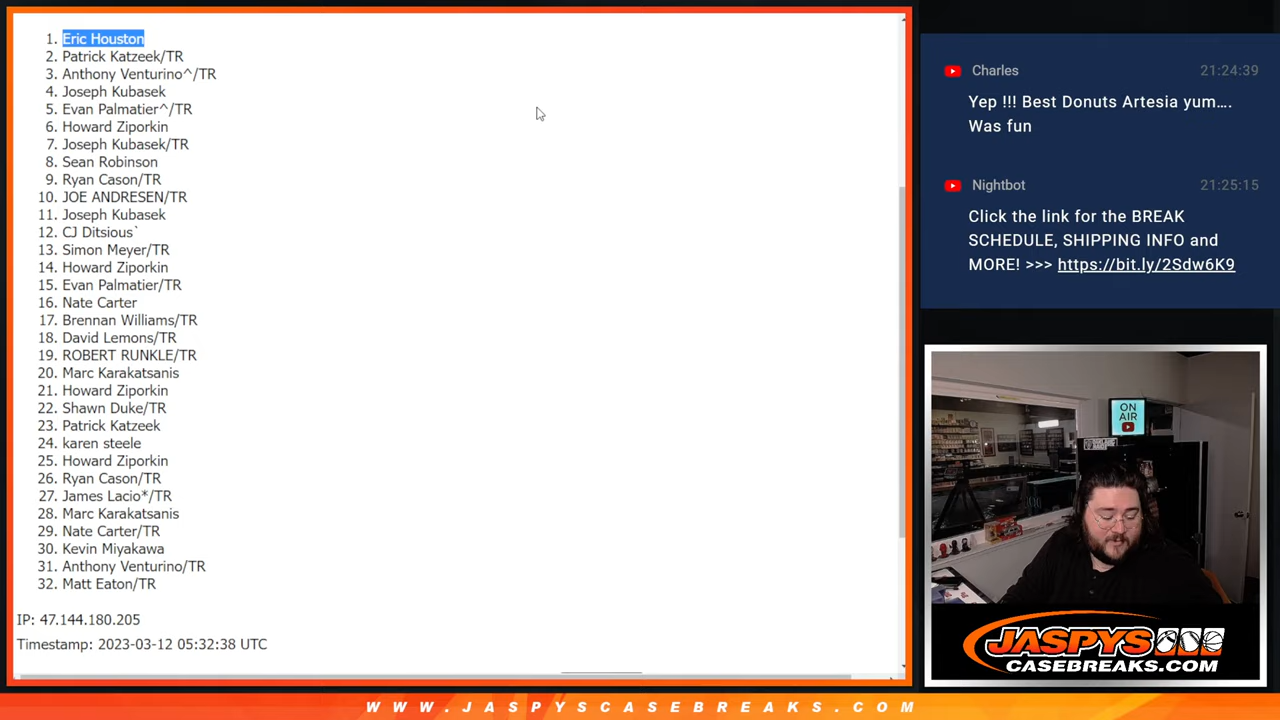 1. Eric Houston
2. Patrick Katzeek/TR
3. Anthony Venturino^/TR
4. Joseph Kubasek
5. Evan Palmatier^/TR
6. Howard Ziporkin
7. Joseph Kubasek/TR
8. Sean Robinson
9. Ryan Cason/TR
10. JOE ANDRESEN/TR
11. Joseph Kubasek
12. CJ Ditsious`
13. Simon Meyer/TR
14. Howard Ziporkin
15. Evan Palmatier/TR
16. Nate Carter
17. Brennan Williams/TR
18. David Lemons/TR
19. ROBERT RUNKLE/TR
20. Marc Karakatsanis
21. Howard Ziporkin
22. Shawn Duke/TR
23. Patrick Katzeek
24. karen steele
25. Howard Ziporkin
26. Ryan Cason/TR
27. James Lacio*/TR
28. Marc Karakatsanis
29. Nate Carter/TR
30. Kevin Miyakawa
31. Anthony Venturino/TR
32. Matt Eaton/TR
IP: 47.144.180.205
Timestamp: 2023-03-12 05:32:38 UTC
Charles 21:24:39
Yep !!! Best Donuts Artesia yum....
Was fun
Nightbot 21:25:15
Click the link for the BREAK
SCHEDULE, SHIPPING INFO and
MORE! >>> https://bit.ly/2Sdw6K9
ON
AIR
JASPYS
CASEBREAKS.COM
WWW.JASPYSCASEBREAKS.COM